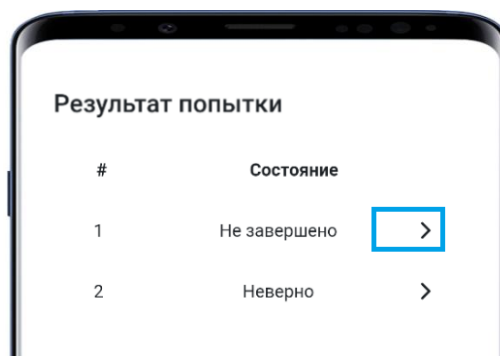 Результат попытки
# Состояние
1 Не завершено
2 Неверно